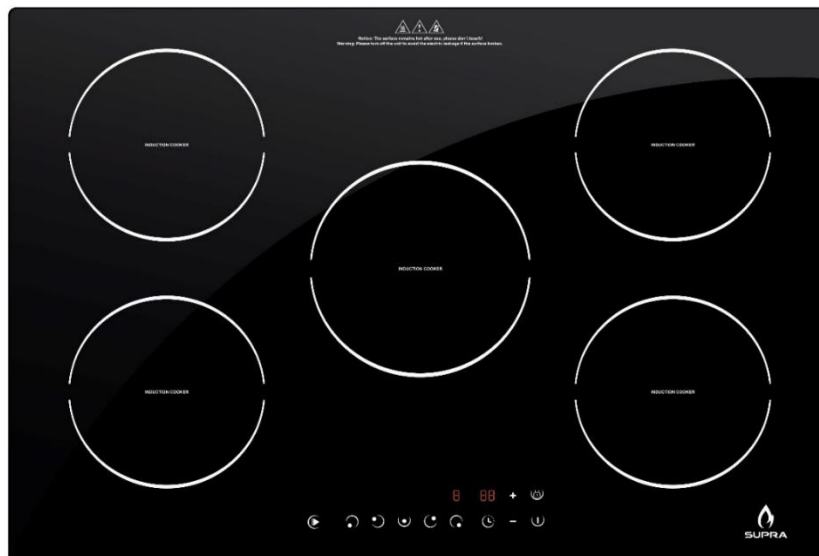 Notice: The surface remains hot after use, please don't touch!
Warning: Please turn off the unit to avoid the electric leakage if the surface broken.
INDUCTION COOKER
INDUCTION COOKER
INDUCTION COOKER
INDUCTION COOKER
INDUCTION COOKER
8 88 +
−
SUPRA